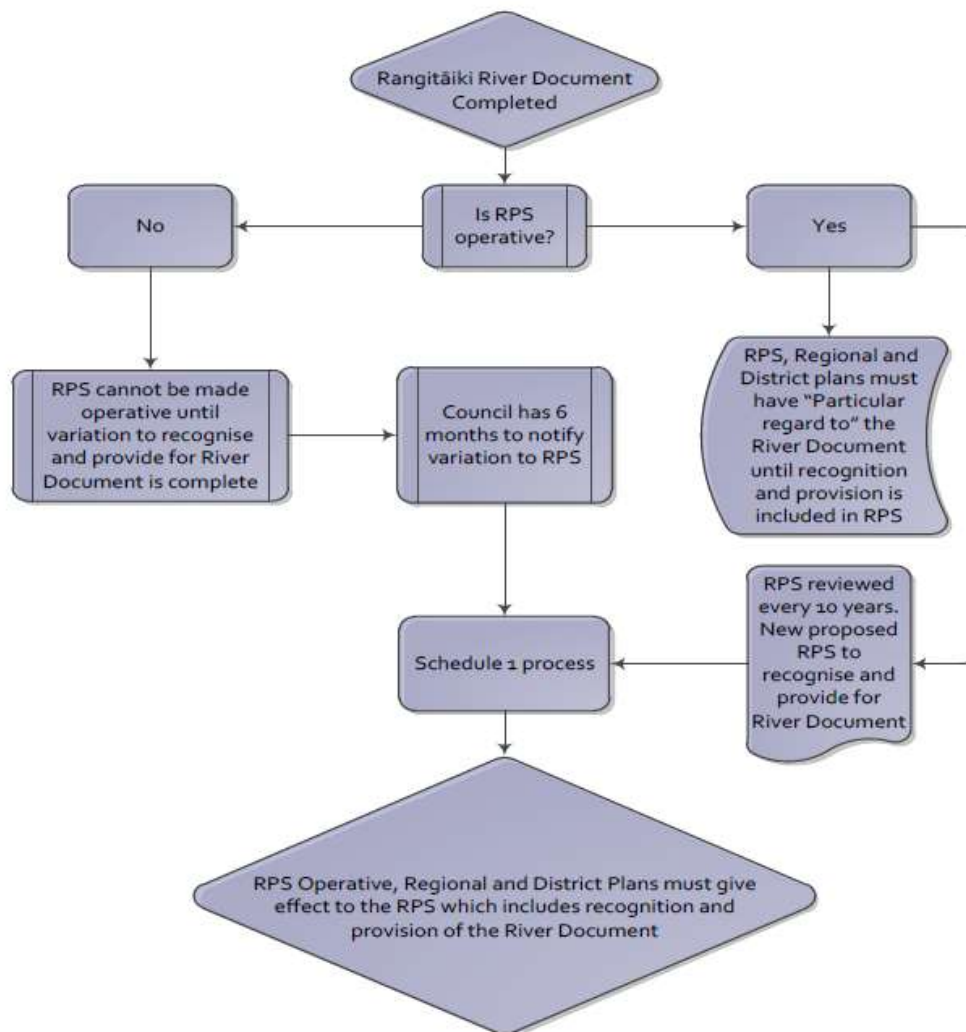 Rangitāiki River Document
Completed
No
Is RPS
operative?
Yes
RPS cannot be made
operative until
variation to recognise
and provide for River
Document is complete
Council has 6
months to notify
variation to RPS
RPS, Regional and
District plans must
have “Particular
regard to” the
River Document
until recognition
and provision is
included in RPS
Schedule 1 process
RPS reviewed
every 10 years.
New proposed
RPS to
recognise and
provide for
River Document
RPS Operative, Regional and District Plans must give
effect to the RPS which includes recognition and
provision of the River Document